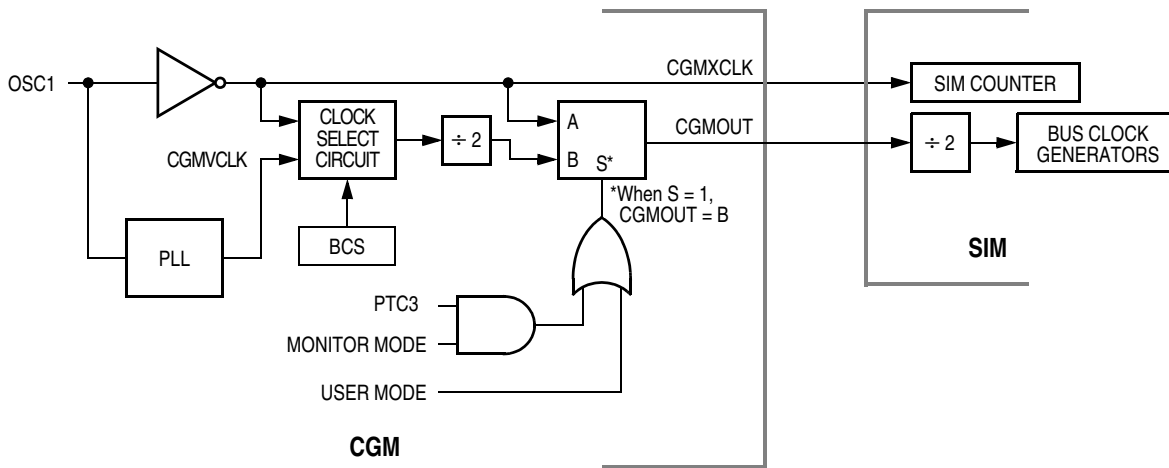 OSC1
CGMXCLK
SIM COUNTER
CLOCK
SELECT
CIRCUIT
÷ 2
A
B
S*
CGMOUT
÷ 2
BUS CLOCK
GENERATORS
CGMVCLK
*When S = 1,
CGMOUT = B
BCS
PLL
SIM
PTC3
MONITOR MODE
USER MODE
CGM